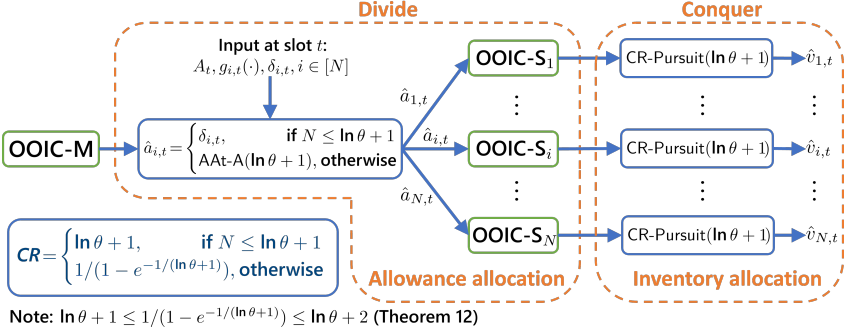 Divide
Conquer
Input at slot t:
A_t, g_{i,t}(·), δ_{i,t}, i ∈ [N]
OOIC-M
â_{i,t} = { δ_{i,t}, if N ≤ ln θ + 1
AAt-A(ln θ + 1), otherwise
â_{1,t}
â_{i,t}
â_{N,t}
OOIC-S_1
⋮
OOIC-S_i
⋮
OOIC-S_N
CR-Pursuit(ln θ + 1)
⋮
CR-Pursuit(ln θ + 1)
⋮
CR-Pursuit(ln θ + 1)
v̂_{1,t}
⋮
v̂_{i,t}
⋮
v̂_{N,t}
CR = { ln θ + 1, if N ≤ ln θ + 1
1/(1 − e^{−1/(ln θ+1)}), otherwise
Allowance allocation
Inventory allocation
Note: ln θ + 1 ≤ 1/(1 − e^{−1/(ln θ+1)}) ≤ ln θ + 2 (Theorem 12)